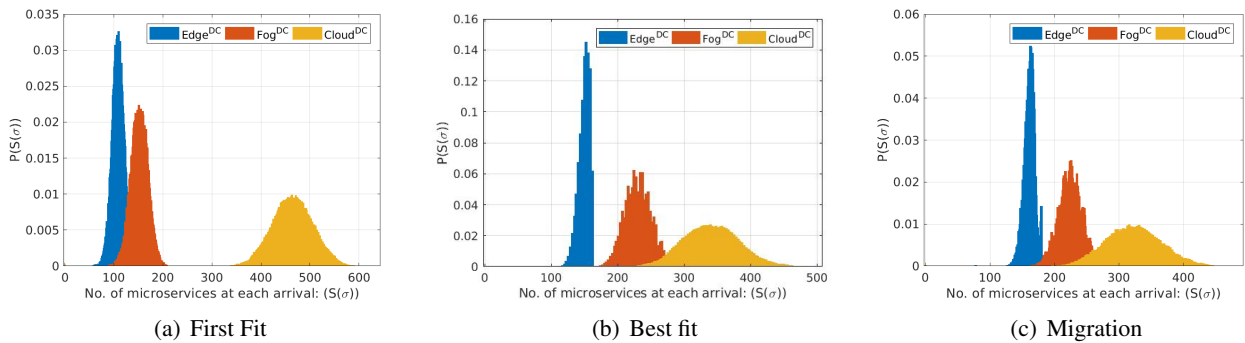 0.035
0.03
0.025
0.02
0.015
0.01
0.005
0
P(S(σ))
Edge^DC Fog^DC Cloud^DC
0 100 200 300 400 500 600
No. of microservices at each arrival: (S(σ))
(a) First Fit
0.16
0.14
0.12
0.10
0.08
0.06
0.04
0.02
0.00
P(S(σ))
Edge^DC Fog^DC Cloud^DC
0 100 200 300 400 500
No. of microservices at each arrival: (S(σ))
(b) Best fit
0.06
0.05
0.04
0.03
0.02
0.01
0
P(S(σ))
Edge^DC Fog^DC Cloud^DC
0 100 200 300 400
No. of microservices at each arrival: (S(σ))
(c) Migration